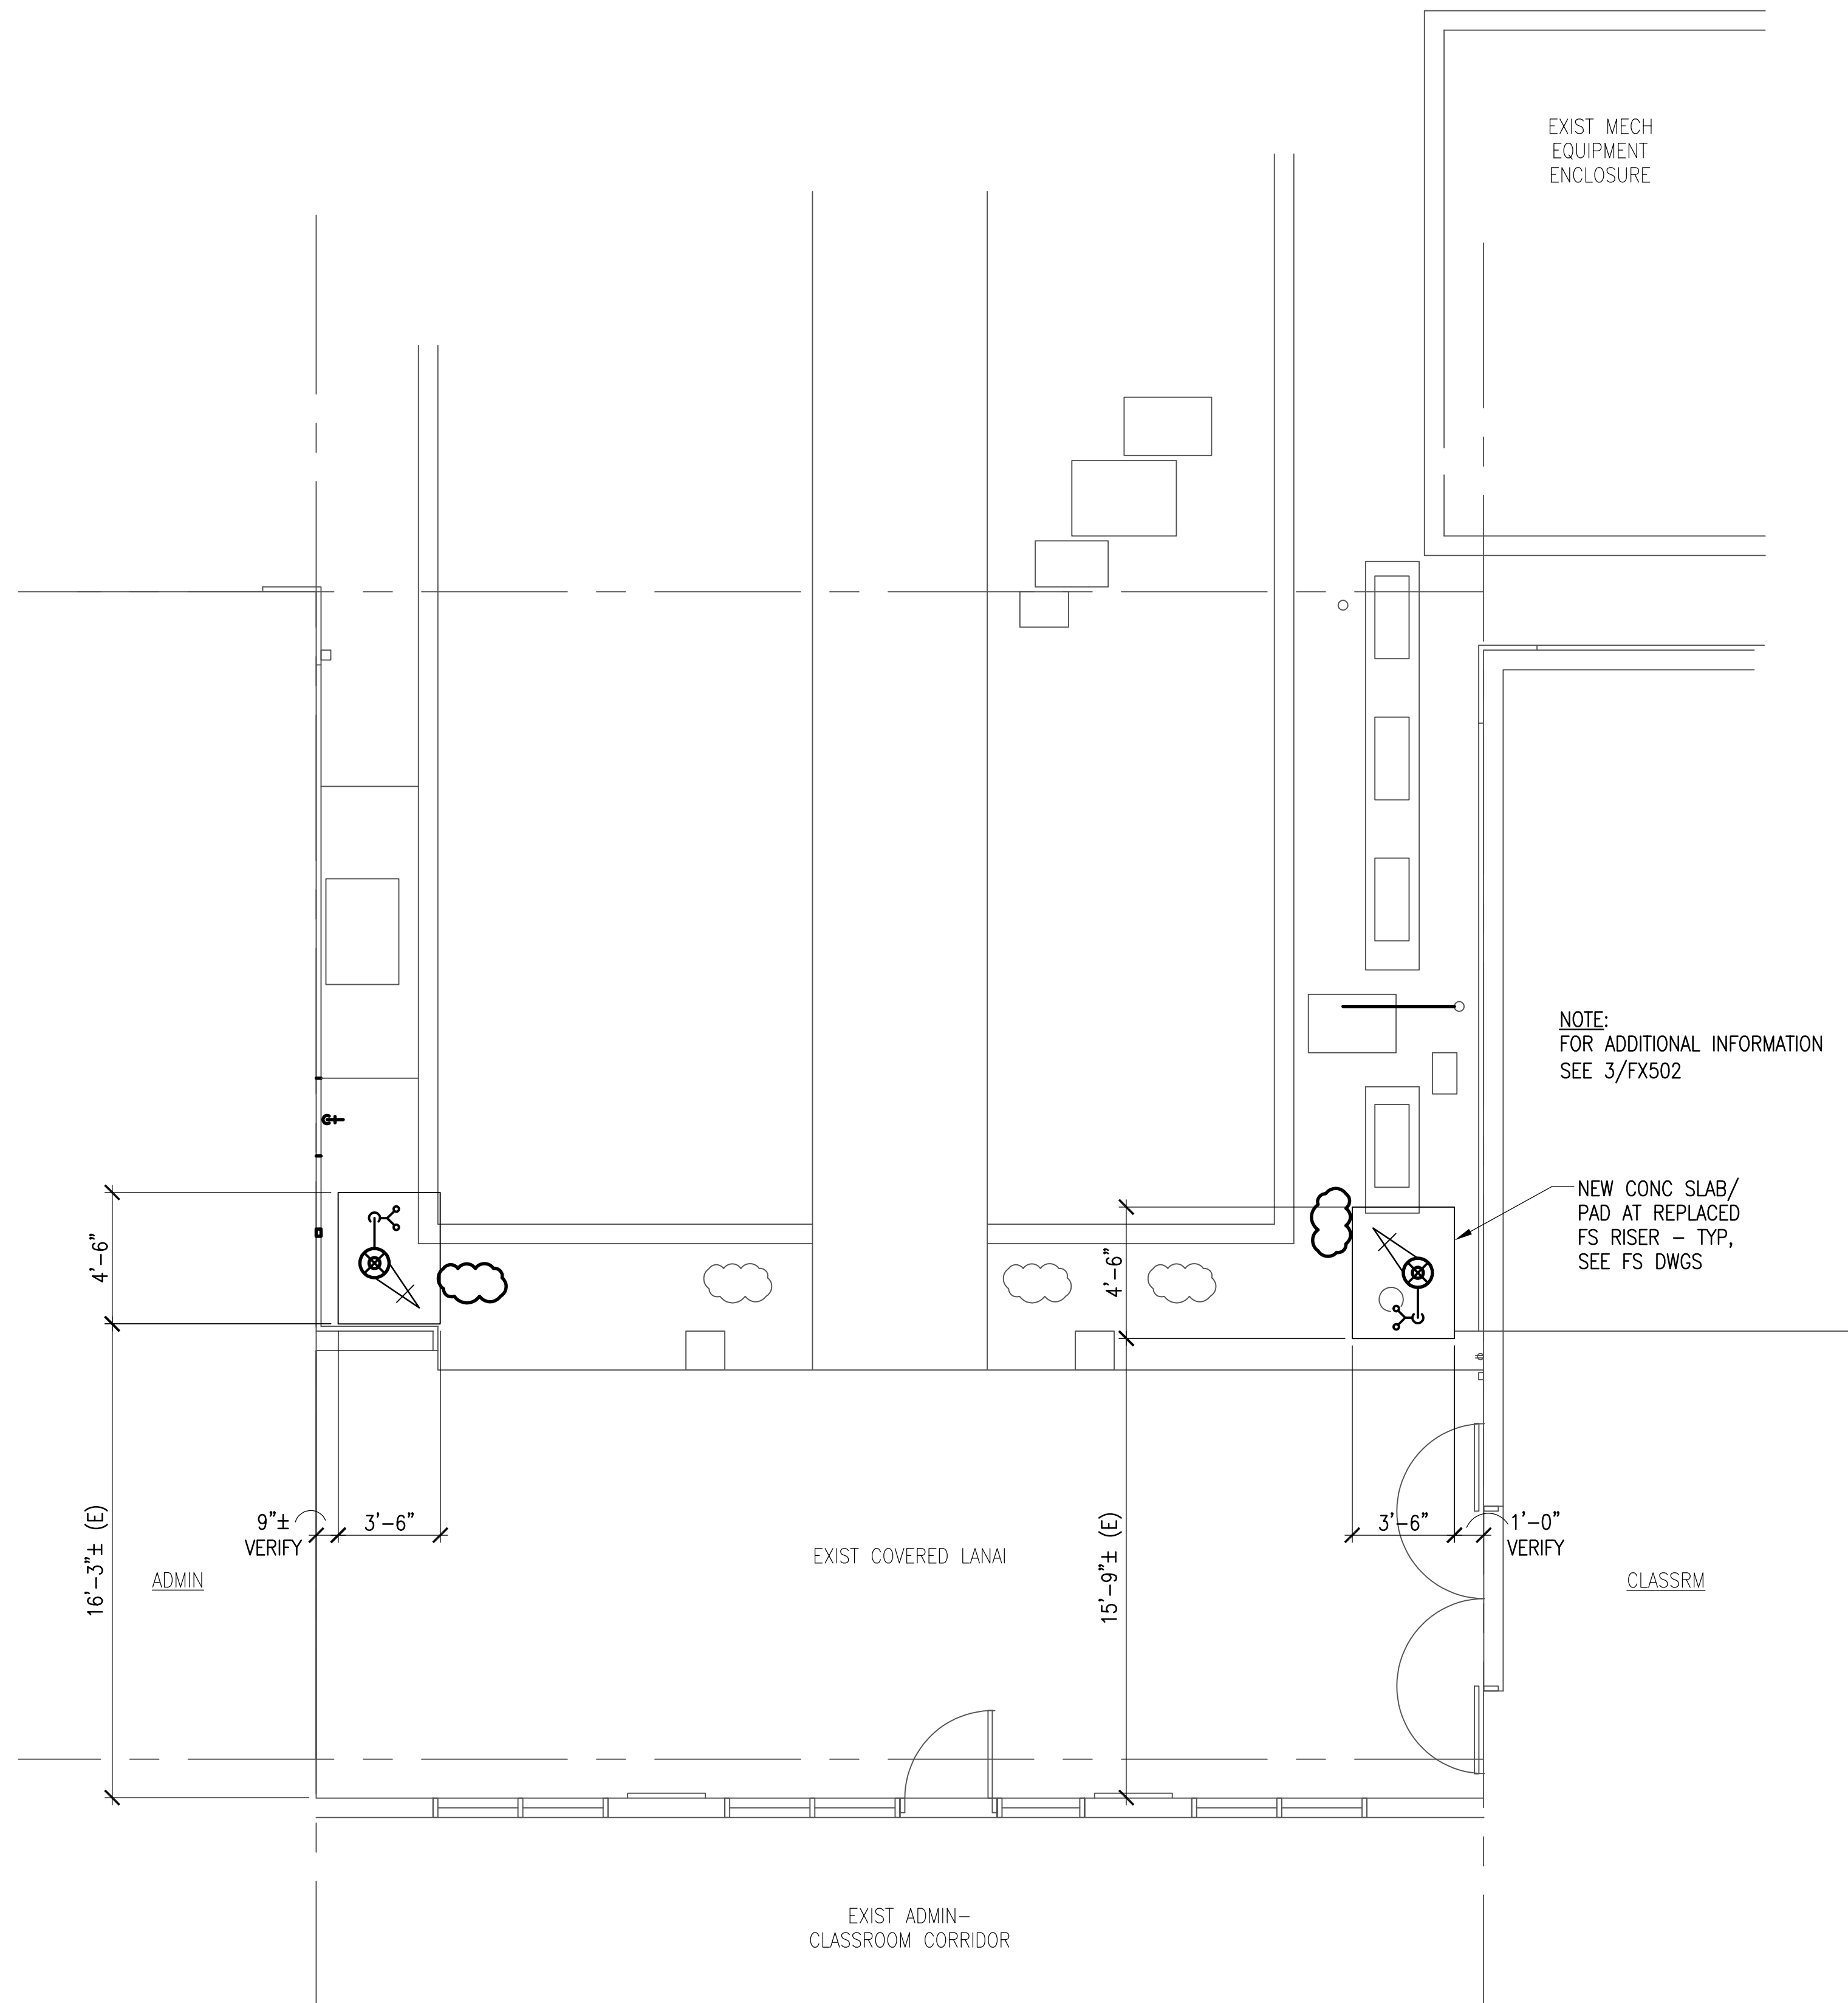 EXIST MECH
EQUIPMENT
ENCLOSURE
NOTE:
FOR ADDITIONAL INFORMATION
SEE 3/FX502
NEW CONC SLAB/
PAD AT REPLACED
FS RISER – TYP,
SEE FS DWGS
4'–6"
4'–6"
16'–3"± (E)
9"±
VERIFY
3'–6"
EXIST COVERED LANAI
15'–9"± (E)
3'–6"
1'–0"
VERIFY
ADMIN
CLASSRM
EXIST ADMIN–
CLASSROOM CORRIDOR